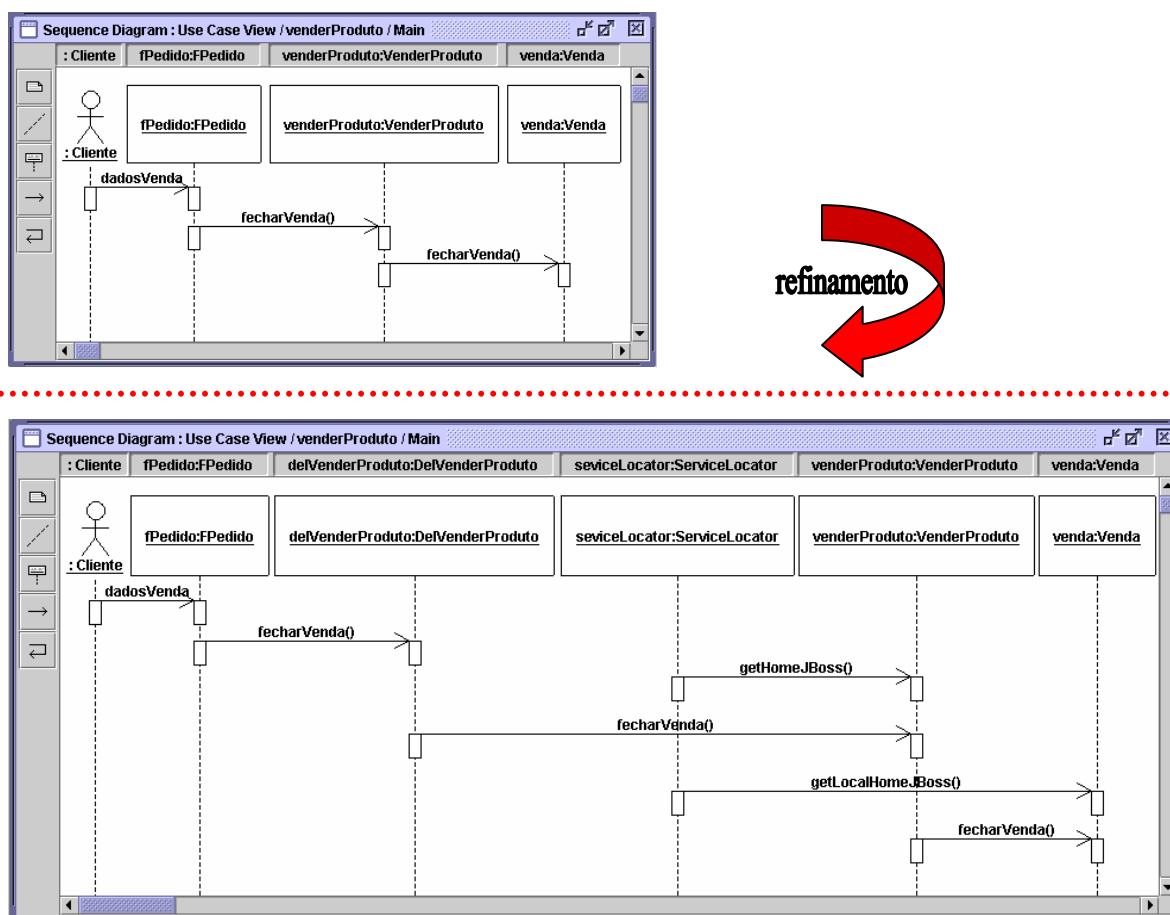 Sequence Diagram : Use Case View / venderProduto / Main
: Cliente fPedido:FPedido venderProduto:VenderProduto venda:Venda
fPedido:FPedido venderProduto:VenderProduto venda:Venda
: Cliente
dadosVenda
fecharVenda()
fecharVenda()
refinamento
Sequence Diagram : Use Case View / venderProduto / Main
: Cliente fPedido:FPedido delVenderProduto:DelVenderProduto seviceLocator:ServiceLocator venderProduto:VenderProduto venda:Venda
fPedido:FPedido delVenderProduto:DelVenderProduto seviceLocator:ServiceLocator venderProduto:VenderProduto venda:Venda
: Cliente
dadosVenda
fecharVenda()
getHomeJBoss()
fecharVenda()
getLocalHomeJBoss()
fecharVenda()